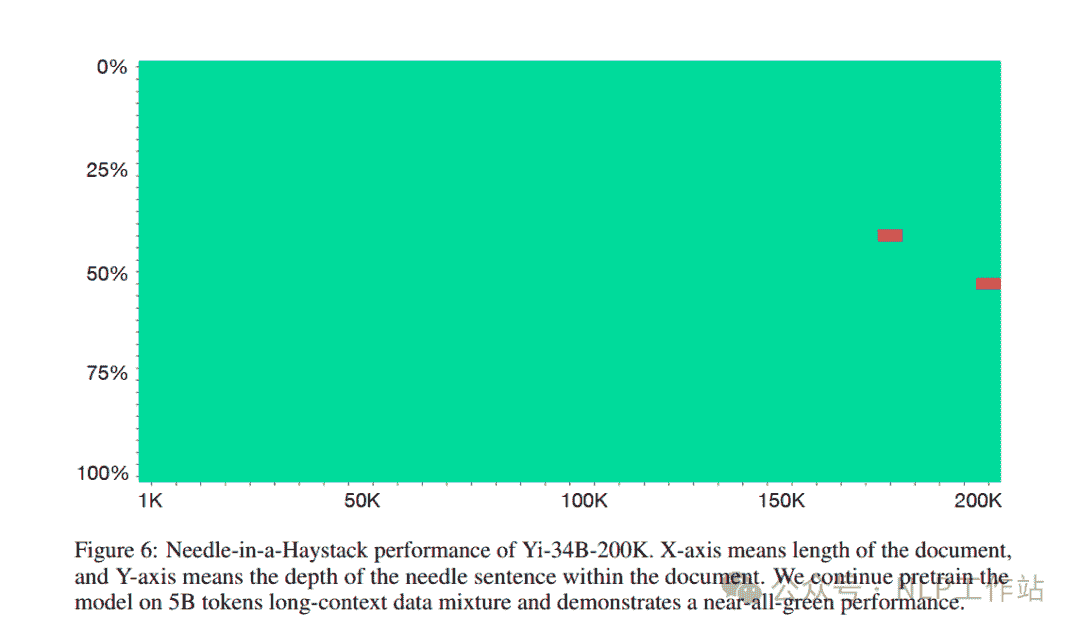 0%
25%
50%
75%
100%
1K 50K 100K 150K 200K
Figure 6: Needle-in-a-Haystack performance of Yi-34B-200K. X-axis means length of the document,
and Y-axis means the depth of the needle sentence within the document. We continue pretrain the
model on 5B tokens long-context data mixture and demonstrates a near-all-green performance.
公众号 · NLP工作站